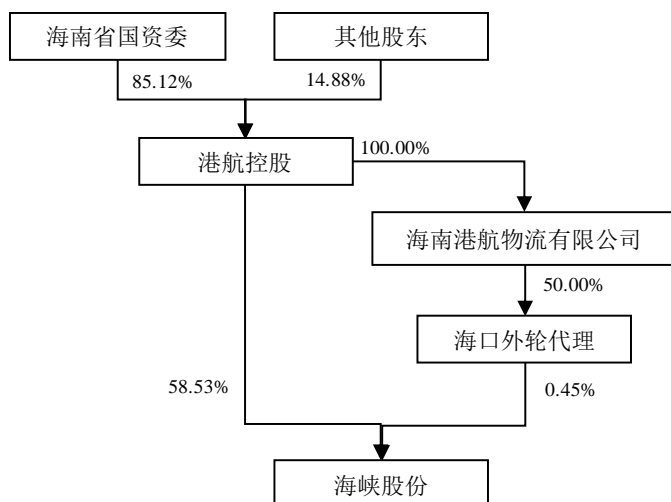 海南省国资委
其他股东
85.12%
14.88%
港航控股
100.00%
海南港航物流有限公司
50.00%
海口外轮代理
58.53%
0.45%
海峡股份